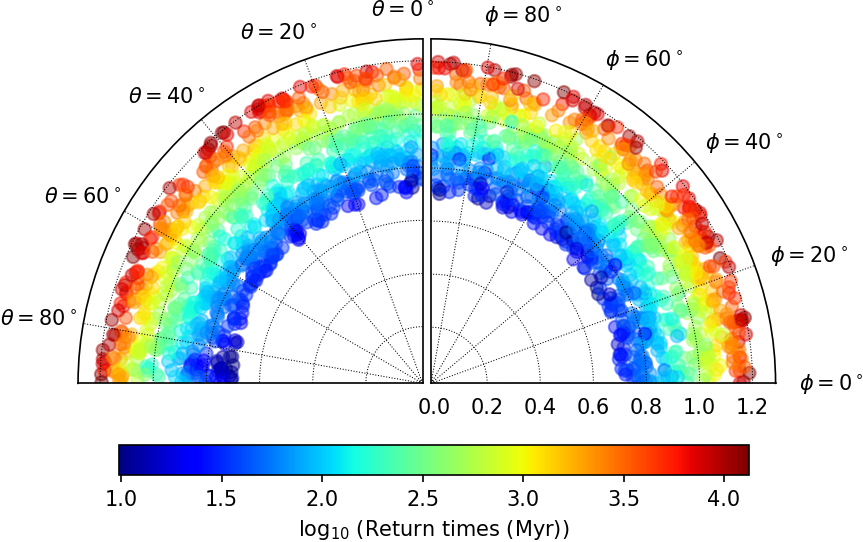 θ = 0°
ϕ = 80°
θ = 20°
ϕ = 60°
θ = 40°
ϕ = 40°
θ = 60°
ϕ = 20°
θ = 80°
ϕ = 0°
0.0 0.2 0.4 0.6 0.8 1.0 1.2
1.0 1.5 2.0 2.5 3.0 3.5 4.0
log₁₀ (Return times (Myr))